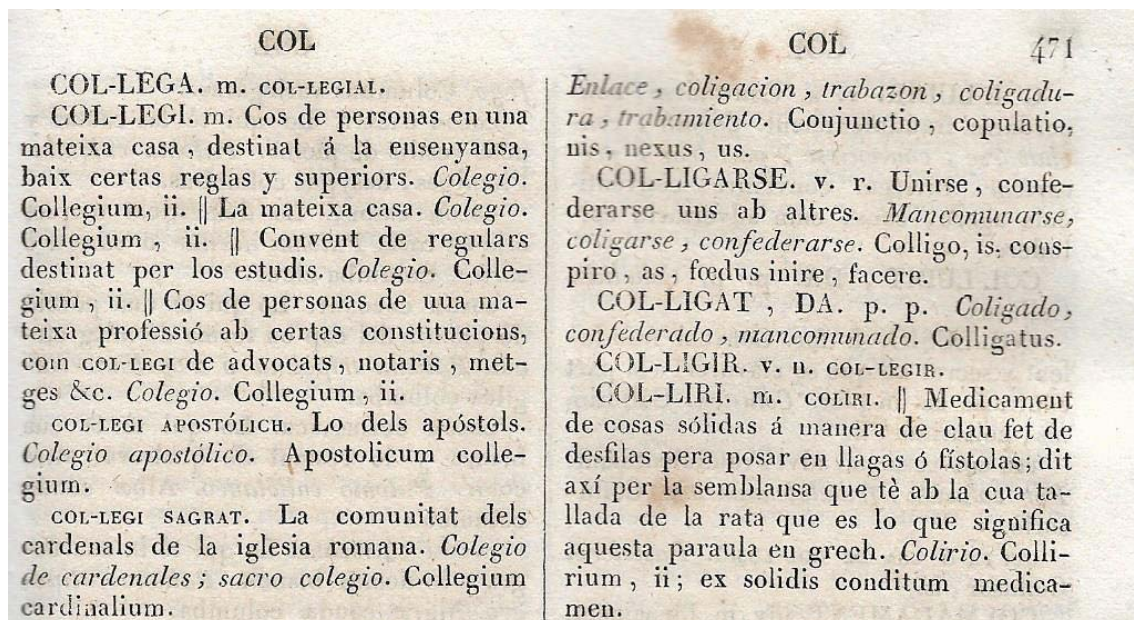 COL
COL-LEGA. m. COL-LEGIAL.
COL-LEGI. m. Cos de personas en una
mateixa casa, destinat á la ensenyansa,
baix certas reglas y superiors. Colegio.
Collegium, ii. || La mateixa casa. Colegio.
Collegium, ii. || Convent de regulars
destinat per los estudis. Colegio. Colle-
gium, ii. || Cos de personas de una ma-
teixa professió ab certas constitucions,
com COL-LEGI de advocats, notaris, met-
ges &c. Colegio. Collegium, ii.
COL-LEGI APOSTÓLICH. Lo dels apóstols.
Colegio apostólico. Apostolicum colle-
gium.
COL-LEGI SAGRAT. La comunitat dels
cardenals de la iglesia romana. Colegio
de cardenales; sacro colegio. Collegium
cardinalium.
COL 471
Enlace, coligacion, trabazon, coligadu-
ra, trabamiento. Conjunctio, copulatio,
nis, nexus, us.
COL-LIGARSE. v. r. Unirse, confe-
derarse uns ab altres. Mancomunarse,
coligarse, confederarse. Colligo, is, cons-
piro, as, fœdus inire, facere.
COL-LIGAT, DA. p. p. Coligado,
confederado, mancomunado. Colligatus.
COL-LIGIR. v. n. COL-LEGIR.
COL-LIRI. m. COLIRI. || Medicament
de cosas sólidas á manera de clau fet de
desfilas pera posar en llagas ó fístolas; dit
axí per la semblansa que tè ab la cua ta-
llada de la rata que es lo que significa
aquesta paraula en grech. Colirio. Colli-
rium, ii; ex solidis conditum medica-
men.